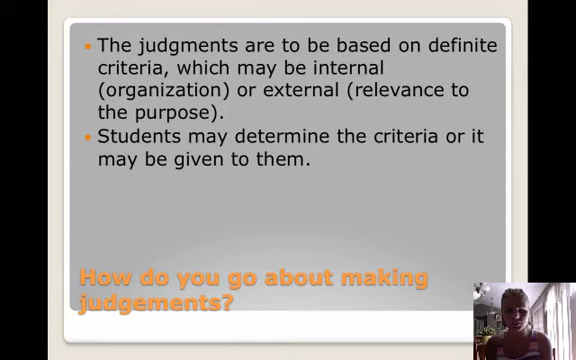 The judgments are to be based on definite
criteria, which may be internal
(organization) or external (relevance to
the purpose).
Students may determine the criteria or it
may be given to them.
How do you go about making
judgements?